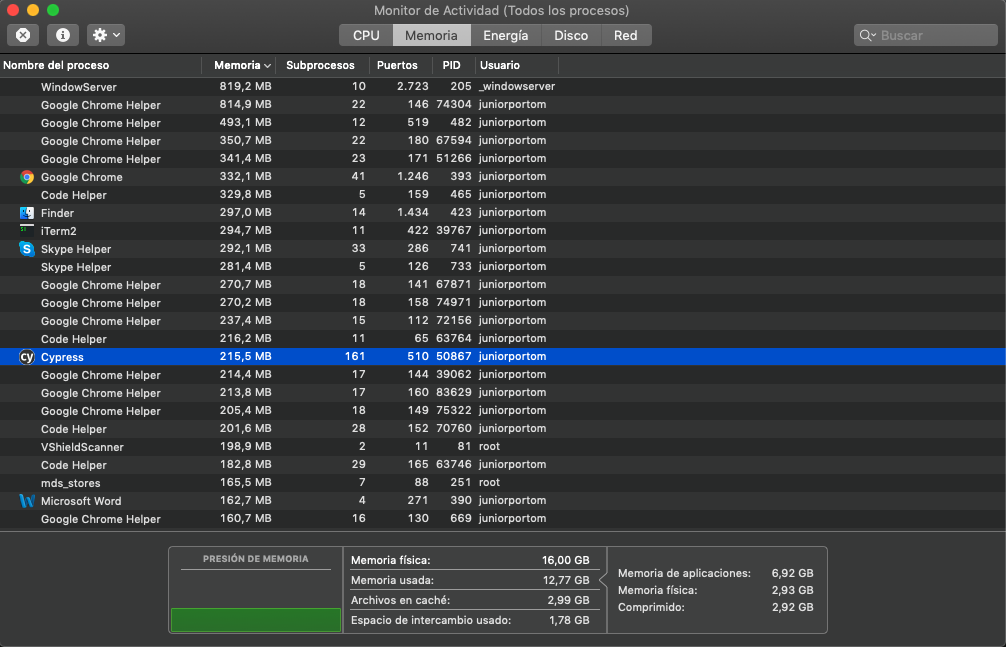 Monitor de Actividad (Todos los procesos)
CPU Memoria Energía Disco Red Buscar
Nombre del proceso Memoria Subprocesos Puertos PID Usuario
WindowServer 819,2 MB 10 2.723 205 _windowserver
Google Chrome Helper 814,9 MB 22 146 74304 juniorportom
Google Chrome Helper 493,1 MB 12 519 482 juniorportom
Google Chrome Helper 350,7 MB 22 180 67594 juniorportom
Google Chrome Helper 341,4 MB 23 171 51266 juniorportom
Google Chrome 332,1 MB 41 1.246 393 juniorportom
Code Helper 329,8 MB 5 159 465 juniorportom
Finder 297,0 MB 14 1.434 423 juniorportom
iTerm2 294,7 MB 11 422 39767 juniorportom
S Skype Helper 292,1 MB 33 286 741 juniorportom
Skype Helper 281,4 MB 5 126 733 juniorportom
Google Chrome Helper 270,7 MB 18 141 67871 juniorportom
Google Chrome Helper 270,2 MB 18 158 74971 juniorportom
Google Chrome Helper 237,4 MB 15 112 72156 juniorportom
Code Helper 216,2 MB 11 65 63764 juniorportom
cy Cypress 215,5 MB 161 510 50867 juniorportom
Google Chrome Helper 214,4 MB 17 144 39062 juniorportom
Google Chrome Helper 213,8 MB 17 160 83629 juniorportom
Google Chrome Helper 205,4 MB 18 149 75322 juniorportom
Code Helper 201,6 MB 28 152 70760 juniorportom
VShieldScanner 198,9 MB 2 11 81 root
Code Helper 182,8 MB 29 165 63746 juniorportom
mds_stores 165,5 MB 7 88 251 root
W Microsoft Word 162,7 MB 4 271 390 juniorportom
Google Chrome Helper 160,7 MB 16 130 669 juniorportom
PRESIÓN DE MEMORIA
Memoria física: 16,00 GB
Memoria usada: 12,77 GB
Archivos en caché: 2,99 GB
Espacio de intercambio usado: 1,78 GB
Memoria de aplicaciones: 6,92 GB
Memoria física: 2,93 GB
Comprimido: 2,92 GB